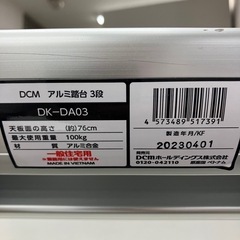 DCM アルミ踏台 3段
DK-DA03
天板面の高さ (約)76cm
最大使用重量 100kg
材質 アルミ合金
一般住宅用
MADE IN VIETNAM
4 573489 517391
製造年月/KF
20230401
発売元
DCMホールディングス株式会社
0120-042110